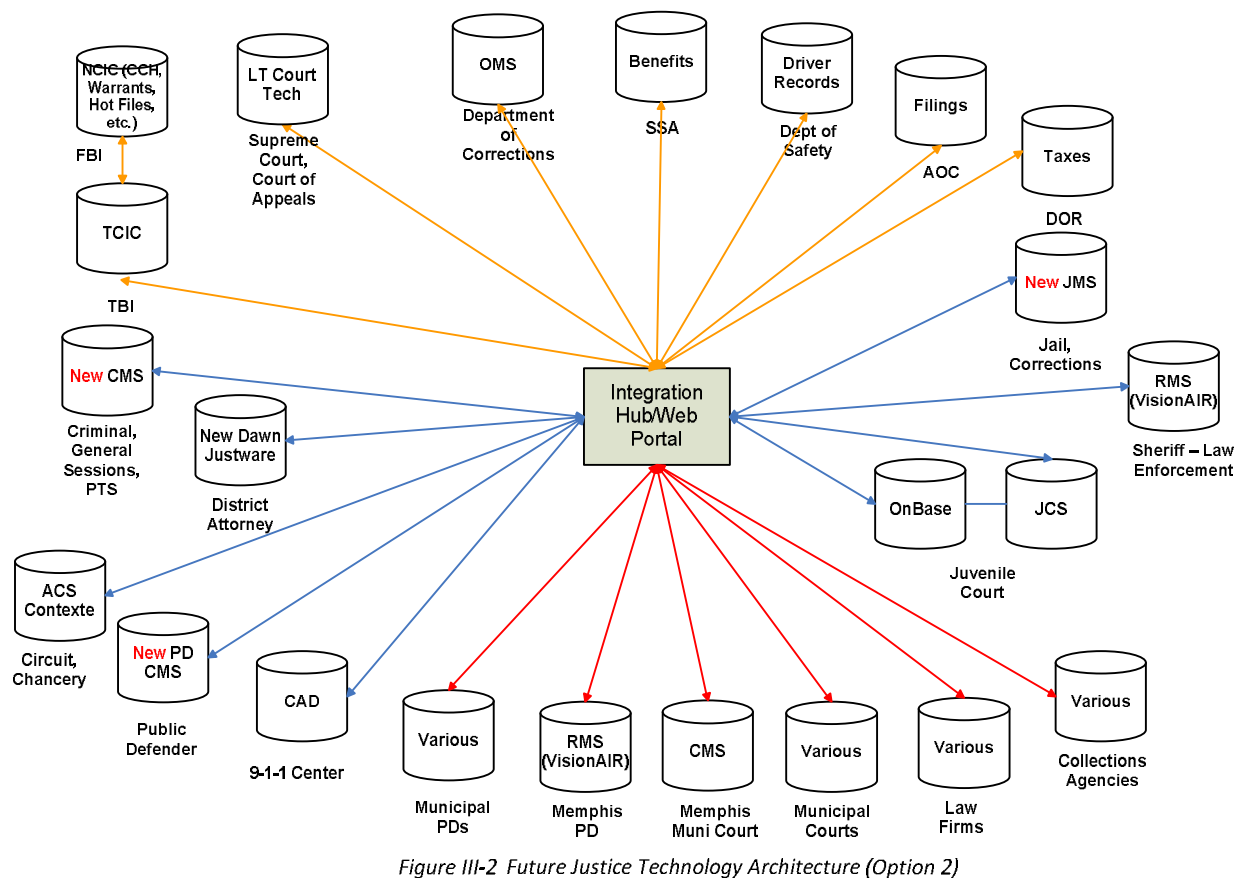 NCIC (CCH,
Warrants,
Hot Files,
etc.)
FBI
LT Court
Tech
Supreme
Court,
Court of
Appeals
OMS
Department
of
Corrections
Benefits
SSA
Driver
Records
Dept of
Safety
Filings
AOC
Taxes
DOR
TCIC
TBI
New JMS
Jail,
Corrections
New CMS
Criminal,
General
Sessions,
PTS
New Dawn
Justware
District
Attorney
Integration
Hub/Web
Portal
RMS
(VisionAIR)
Sheriff – Law
Enforcement
OnBase
JCS
Juvenile
Court
ACS
Contexte
Circuit,
Chancery
New PD
CMS
Public
Defender
CAD
9-1-1 Center
Various
Municipal
PDs
RMS
(VisionAIR)
Memphis
PD
CMS
Memphis
Muni Court
Various
Municipal
Courts
Various
Law
Firms
Various
Collections
Agencies
Figure III-2 Future Justice Technology Architecture (Option 2)